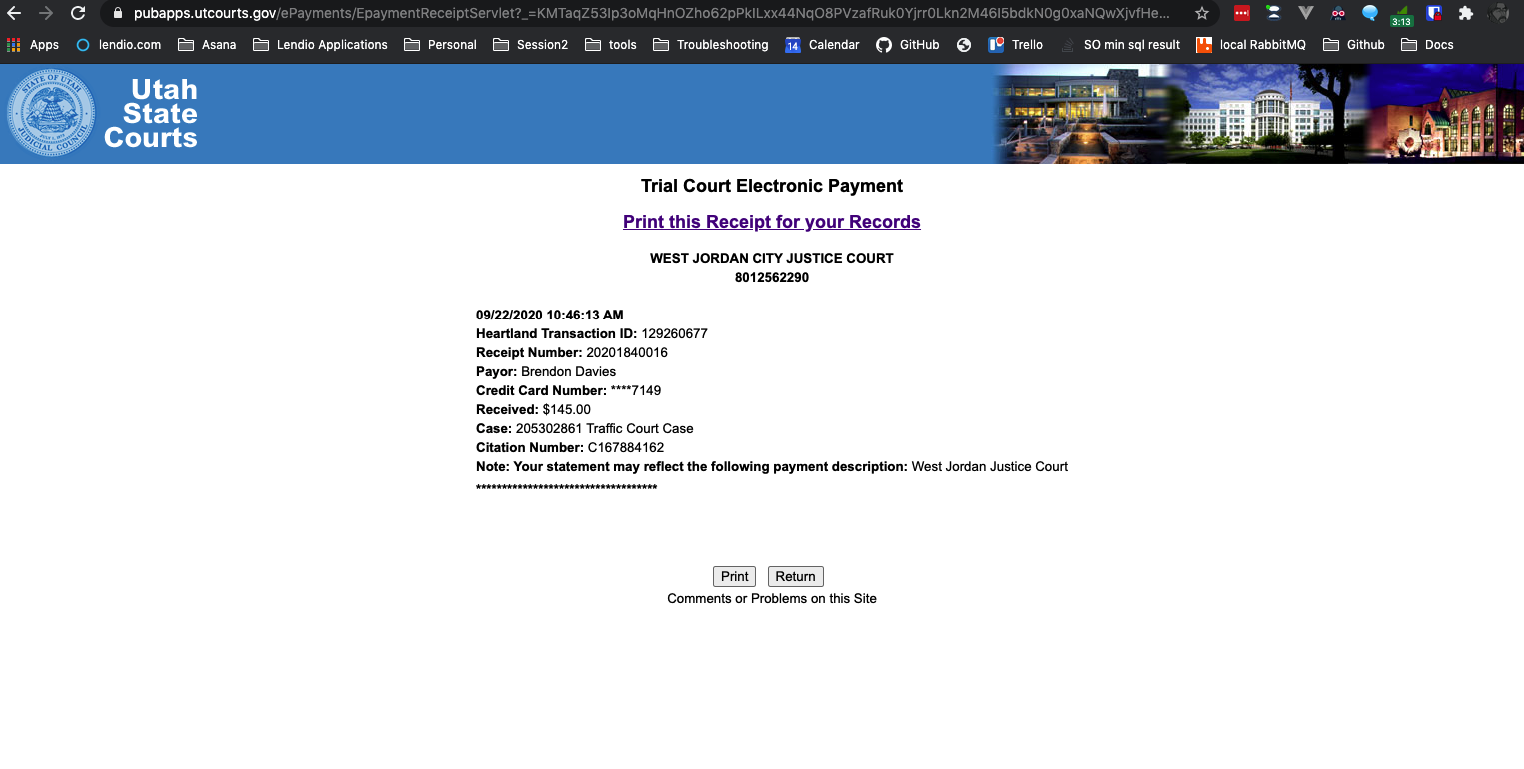 pubapps.utcourts.gov/ePayments/EpaymentReceiptServlet?_=KMTaqZ53Ip3oMqHnOZho62pPkILxx44NqO8PVzafRuk0Yjrr0Lkn2M46I5bdkN0g0xaNQwXjvfHe...
3:13
Apps lendio.com Asana Lendio Applications Personal Session2 tools Troubleshooting 14 Calendar GitHub Trello SO min sql result local RabbitMQ Github Docs
STATE OF UTAH
JUDICIAL COUNCIL
Utah
State
Courts
Trial Court Electronic Payment
Print this Receipt for your Records
WEST JORDAN CITY JUSTICE COURT
8012562290
09/22/2020 10:46:13 AM
Heartland Transaction ID: 129260677
Receipt Number: 20201840016
Payor: Brendon Davies
Credit Card Number: ****7149
Received: $145.00
Case: 205302861 Traffic Court Case
Citation Number: C167884162
Note: Your statement may reflect the following payment description: West Jordan Justice Court
***********************************
Print Return
Comments or Problems on this Site